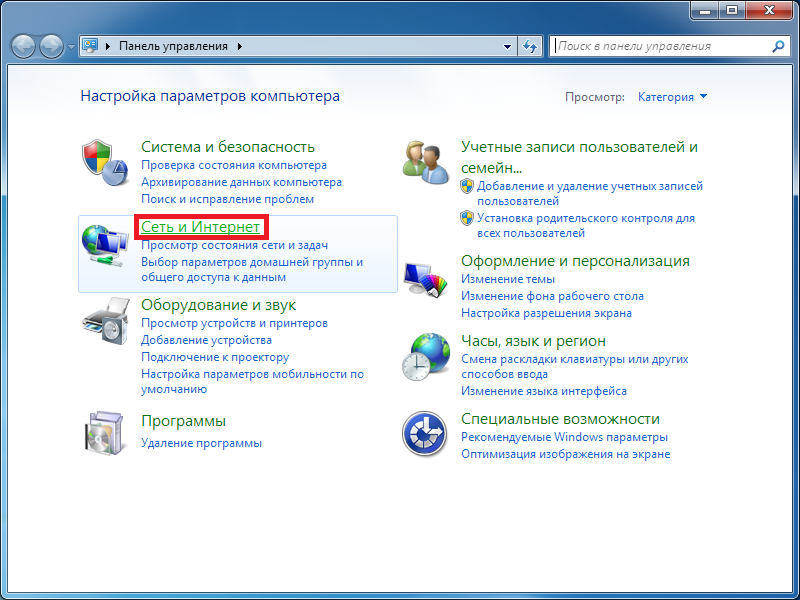 Панель управления
Поиск в панели управления
Настройка параметров компьютера
Просмотр: Категория
Система и безопасность
Проверка состояния компьютера
Архивирование данных компьютера
Поиск и исправление проблем
Сеть и Интернет
Просмотр состояния сети и задач
Выбор параметров домашней группы и
общего доступа к данным
Оборудование и звук
Просмотр устройств и принтеров
Добавление устройства
Подключение к проектору
Настройка параметров мобильности по
умолчанию
Программы
Удаление программы
Учетные записи пользователей и
семейн...
Добавление и удаление учетных записей
пользователей
Установка родительского контроля для
всех пользователей
Оформление и персонализация
Изменение темы
Изменение фона рабочего стола
Настройка разрешения экрана
Часы, язык и регион
Смена раскладки клавиатуры или других
способов ввода
Изменение языка интерфейса
Специальные возможности
Рекомендуемые Windows параметры
Оптимизация изображения на экране